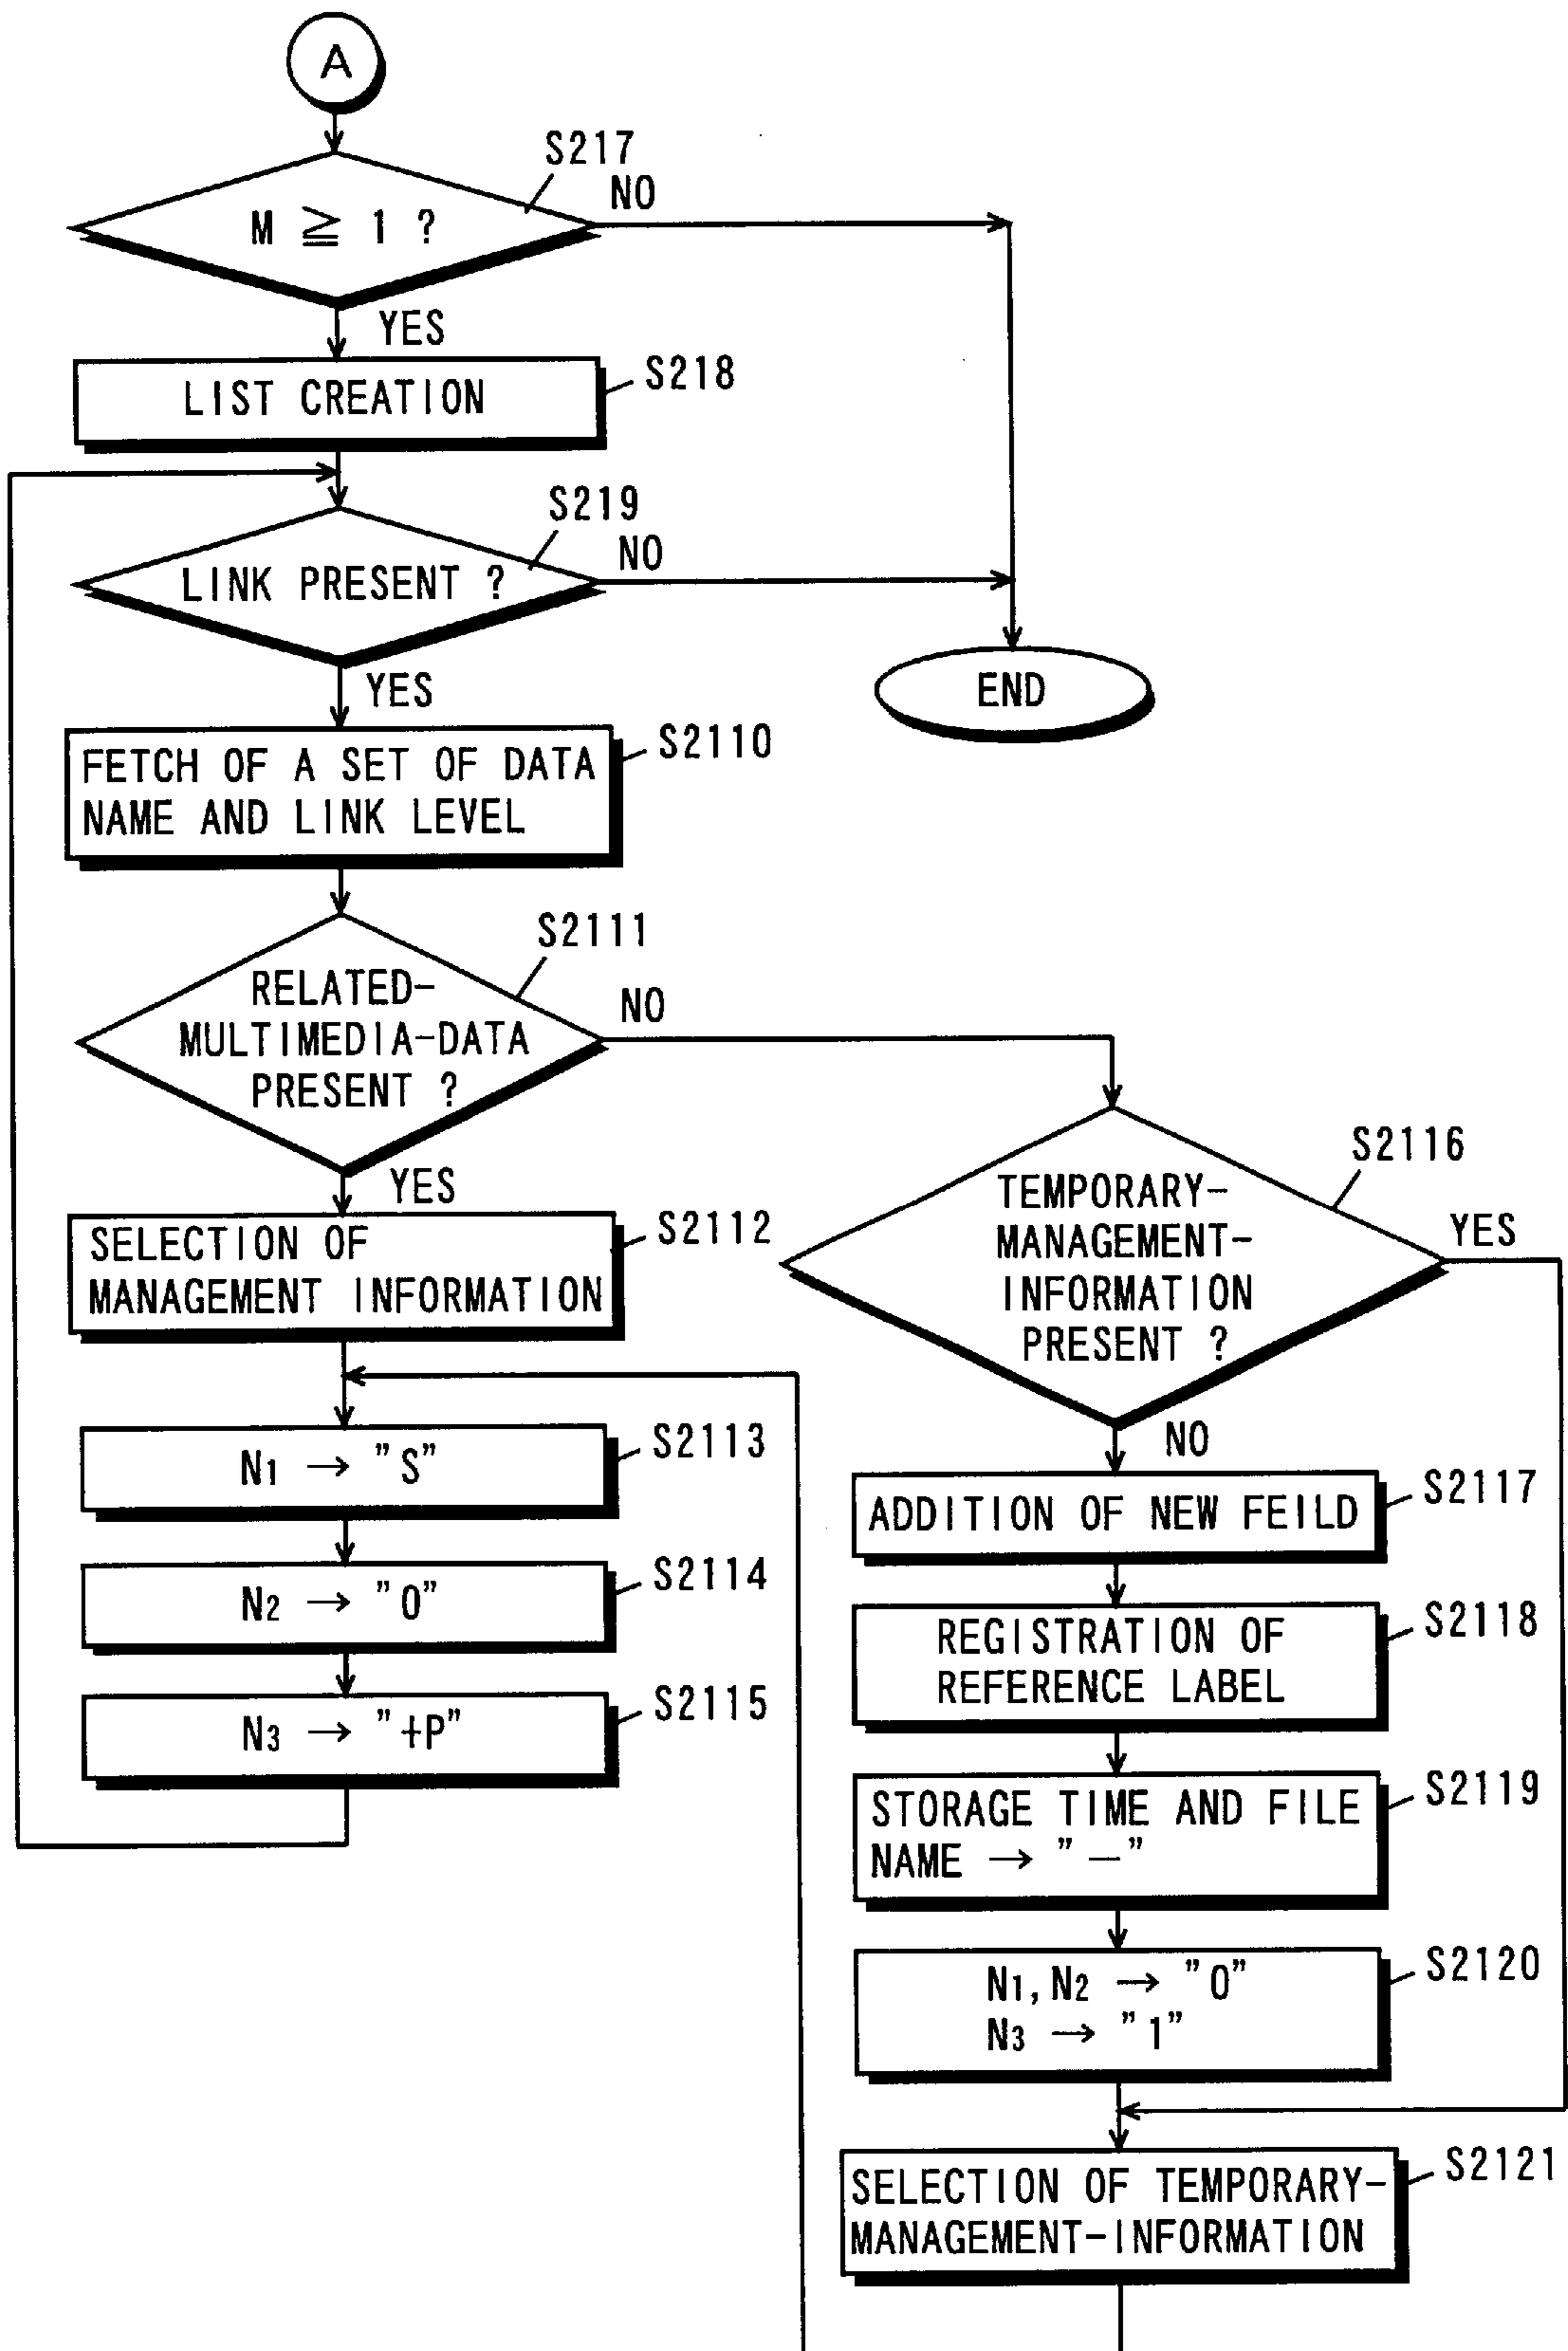 A
S217
NO
M ≧ 1 ?
YES
LIST CREATION
S218
S219
NO
LINK PRESENT ?
YES
END
FETCH OF A SET OF DATA
NAME AND LINK LEVEL
S2110
S2111
RELATED-
MULTIMEDIA-DATA
PRESENT ?
NO
YES
S2116
TEMPORARY-
MANAGEMENT-
INFORMATION
PRESENT ?
YES
NO
SELECTION OF
MANAGEMENT INFORMATION
S2112
N1 → "S"
S2113
N2 → "0"
S2114
N3 → "+P"
S2115
ADDITION OF NEW FEILD
S2117
REGISTRATION OF
REFERENCE LABEL
S2118
STORAGE TIME AND FILE
NAME → "—"
S2119
N1, N2 → "0"
N3 → "1"
S2120
SELECTION OF TEMPORARY-
MANAGEMENT-INFORMATION
S2121